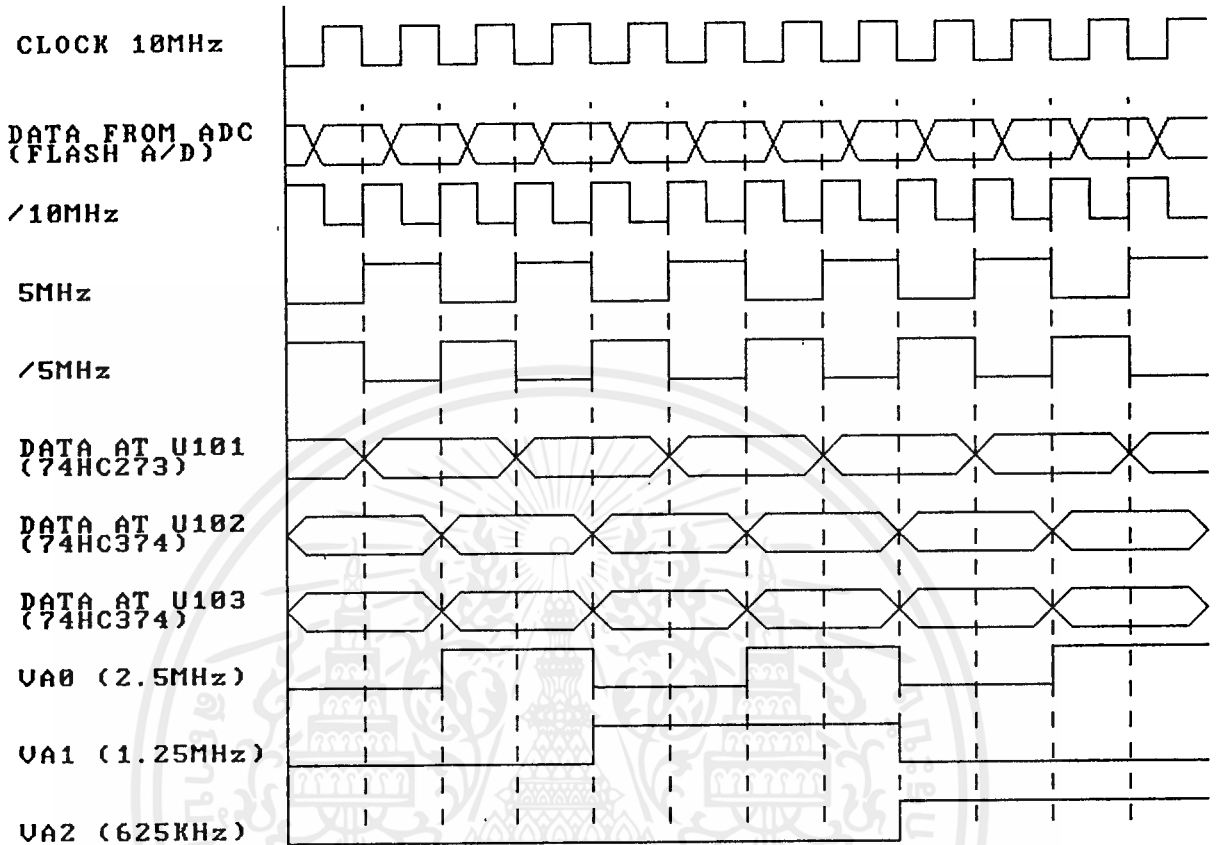 CLOCK 10MHz
DATA FROM ADC
(FLASH A/D)
/10MHz
5MHz
/5MHz
DATA AT U101
(74HC273)
DATA AT U102
(74HC374)
DATA AT U103
(74HC374)
VA0 (2.5MHz)
VA1 (1.25MHz)
VA2 (625KHz)